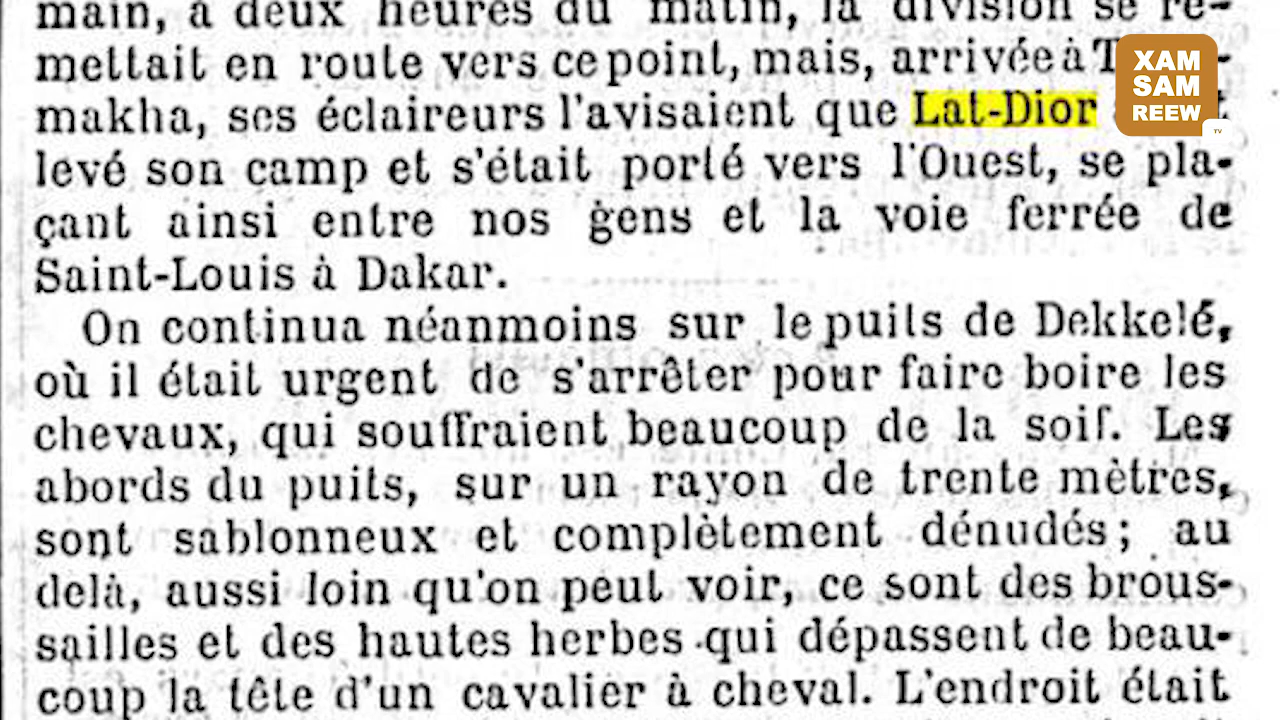 main, à deux heures du matin, la division se re-
mettait en route vers ce point, mais, arrivée à
makha, ses éclaireurs l'avisaient que Lat-Dior
levé son camp et s'était porté vers l'Ouest, se pla-
çant ainsi entre nos gens et la voie ferrée de
Saint-Louis à Dakar.
On continua néanmoins sur le puits de Dekkelé,
où il était urgent de s'arrêter pour faire boire les
chevaux, qui souffraient beaucoup de la soif. Les
abords du puits, sur un rayon de trente mètres,
sont sablonneux et complètement dénudés; au
delà, aussi loin qu'on peut voir, ce sont des brous-
sailles et des hautes herbes qui dépassent de beau-
coup la tête d'un cavalier à cheval. L'endroit était
XAM
SAM
REEW
TV